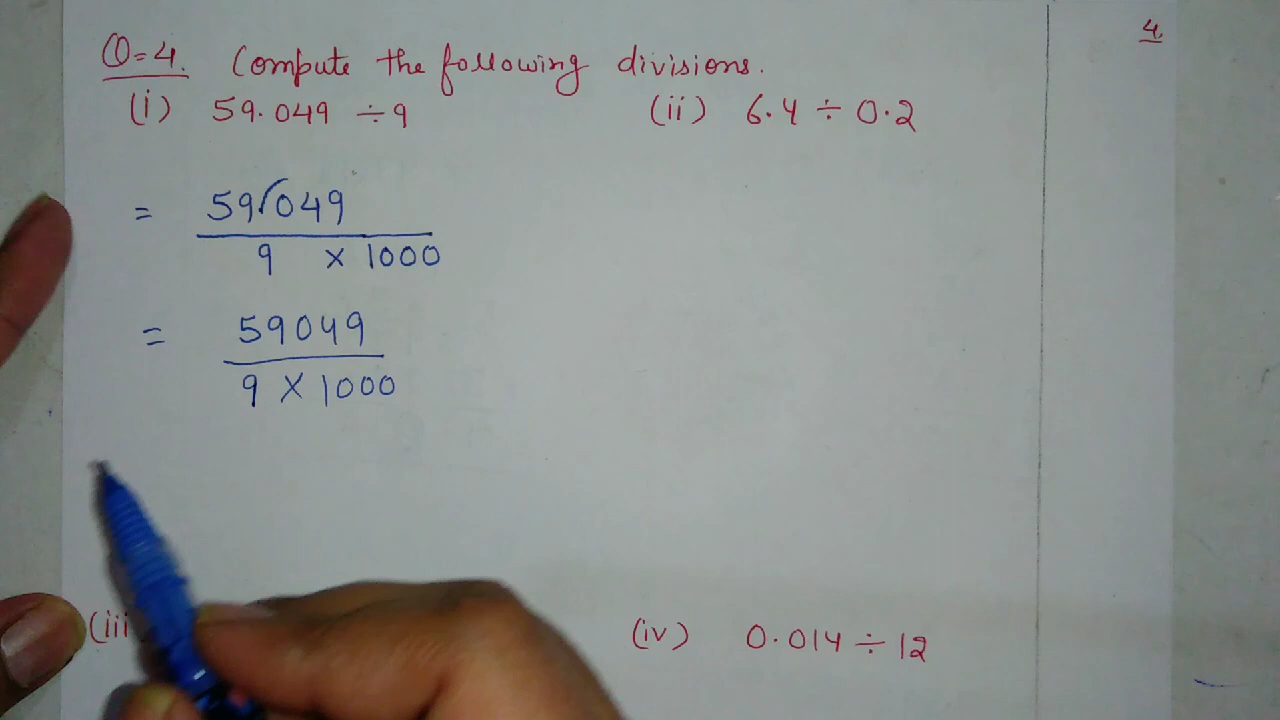 4.
Q=4. Compute the following divisions.
(i) 59.049 ÷ 9
(ii) 6.4 ÷ 0.2
= 59049
9 × 1000
= 59049
9 × 1000
(iii
(iv) 0.014 ÷ 12